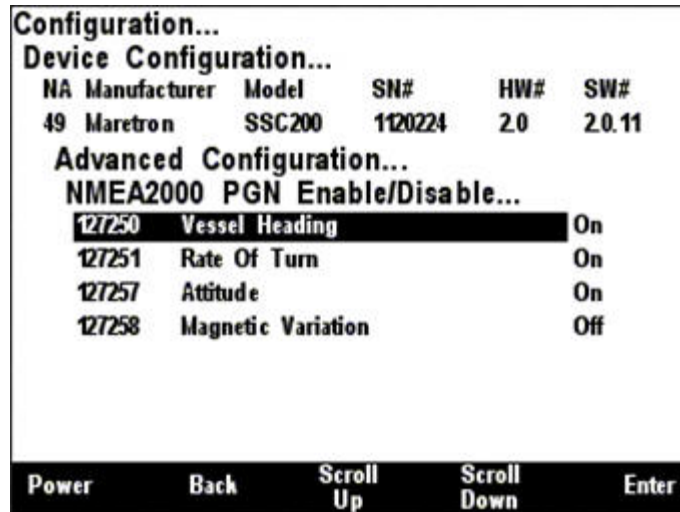 Configuration...
Device Configuration...
NA Manufacturer Model SN# HW# SW#
49 Maretron SSC200 1120224 2.0 2.0.11
Advanced Configuration...
NMEA2000 PGN Enable/Disable...
127250 Vessel Heading On
127251 Rate Of Turn On
127257 Attitude On
127258 Magnetic Variation Off
Power Back Scroll Up Scroll Down Enter